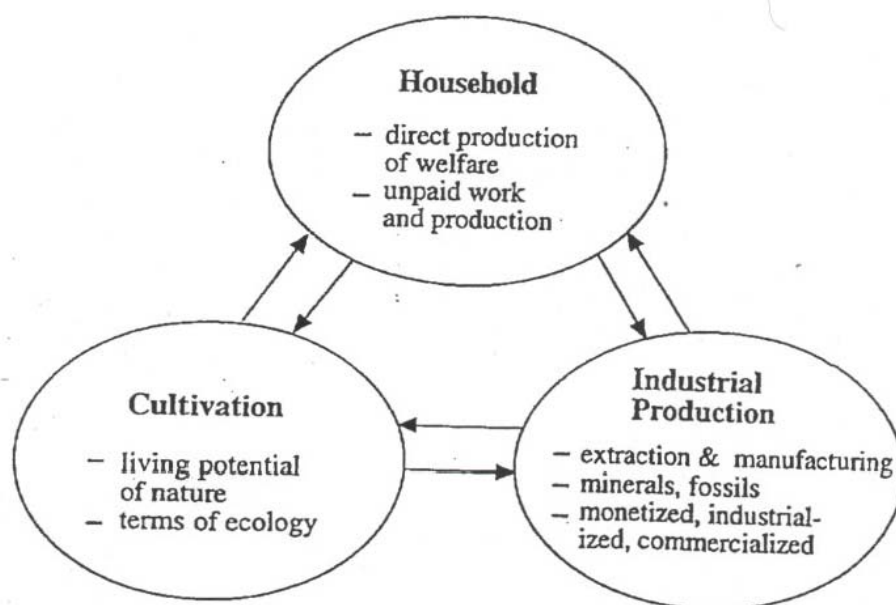 Household
– direct production
of welfare
– unpaid work
and production
Cultivation
– living potential
of nature
– terms of ecology
Industrial
Production
– extraction & manufacturing
– minerals, fossils
– monetized, industrial-
ized, commercialized